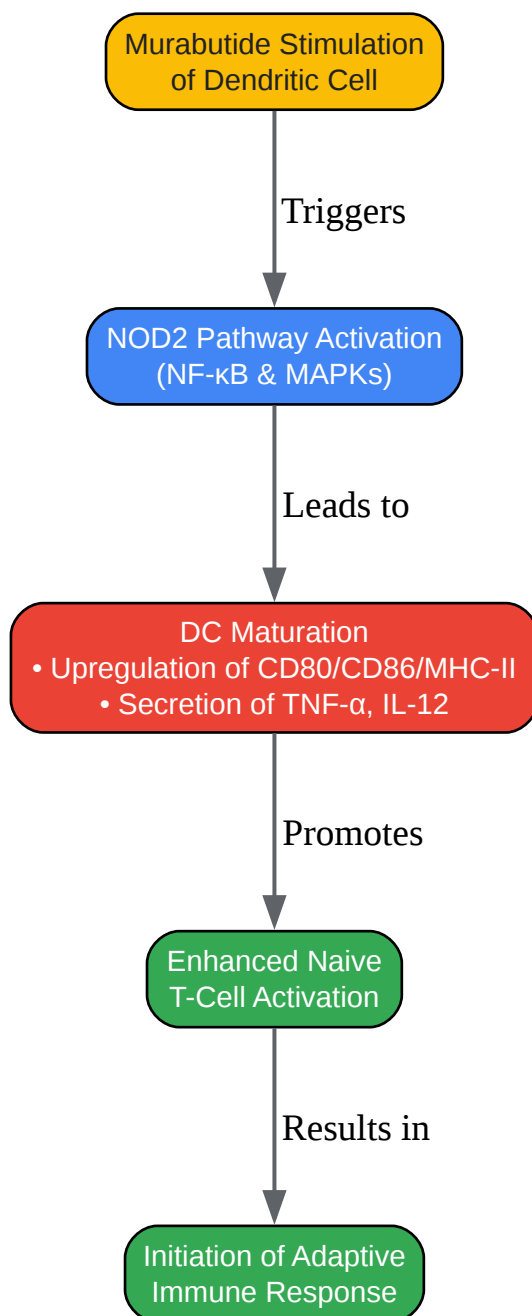 Murabutide Stimulation
of Dendritic Cell
Triggers
NOD2 Pathway Activation
(NF-κB & MAPKs)
Leads to
DC Maturation
• Upregulation of CD80/CD86/MHC-II
• Secretion of TNF-α, IL-12
Promotes
Enhanced Naive
T-Cell Activation
Results in
Initiation of Adaptive
Immune Response